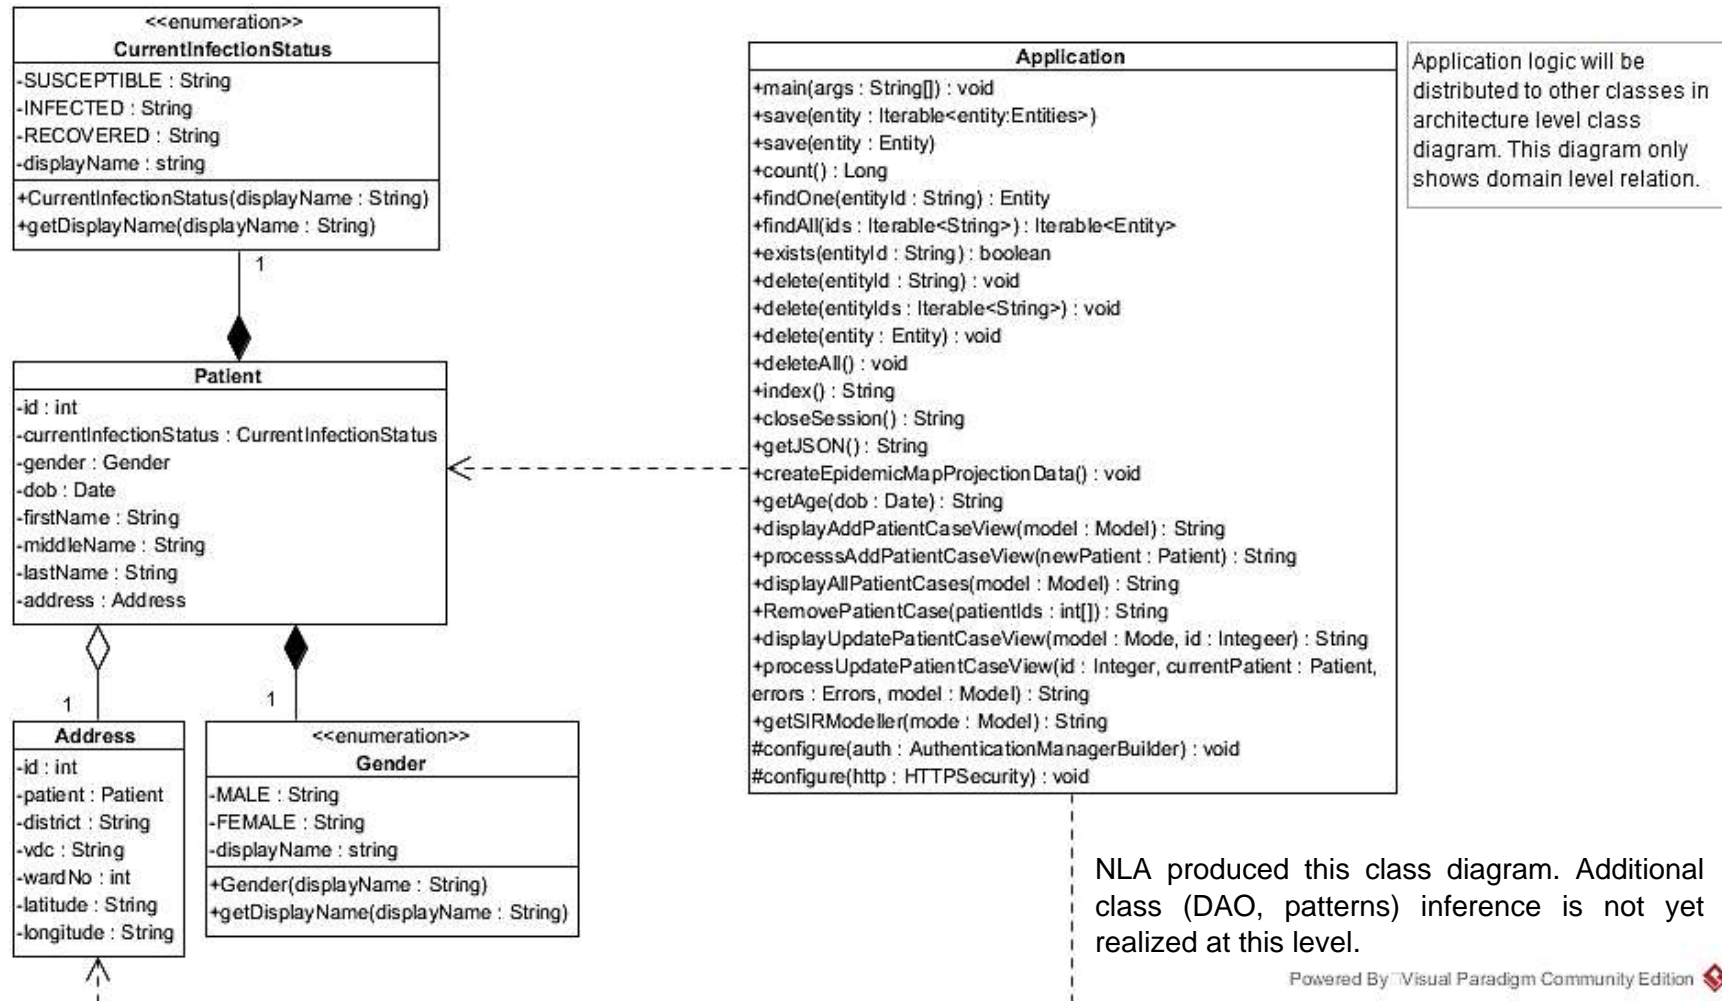 <<enumeration>>
CurrentInfectionStatus
-SUSCEPTIBLE : String
-INFECTED : String
-RECOVERED : String
-displayName : string
+CurrentInfectionStatus(displayName : String)
+getDisplayName(displayName : String)
1
Patient
-id : int
-currentInfectionStatus : CurrentInfectionStatus
-gender : Gender
-dob : Date
-firstName : String
-middleName : String
-lastName : String
-address : Address
1
1
Address
-id : int
-patient : Patient
-district : String
-vdc : String
-wardNo : int
-latitude : String
-longitude : String
<<enumeration>>
Gender
-MALE : String
-FEMALE : String
-displayName : string
+Gender(displayName : String)
+getDisplayName(displayName : String)
Application
+main(args : String[]) : void
+save(entity : Iterable<entity:Entities>)
+save(entity : Entity)
+count() : Long
+findOne(entityId : String) : Entity
+findAll(ids : Iterable<String>) : Iterable<Entity>
+exists(entityId : String) : boolean
+delete(entityId : String) : void
+delete(entityIds : Iterable<String>) : void
+delete(entity : Entity) : void
+deleteAll() : void
+index() : String
+closeSession() : String
+getJSON() : String
+createEpidemicMapProjectionData() : void
+getAge(dob : Date) : String
+displayAddPatientCaseView(model : Model) : String
+processsAddPatientCaseView(newPatient : Patient) : String
+displayAllPatientCases(model : Model) : String
+RemovePatientCase(patientIds : int[]) : String
+displayUpdatePatientCaseView(model : Mode, id : Integeer) : String
+processUpdatePatientCaseView(id : Integer, currentPatient : Patient,
errors : Errors, model : Model) : String
+getSIRModeller(mode : Model) : String
#configure(auth : AuthenticationManagerBuilder) : void
#configure(http : HTTPSecurity) : void
Application logic will be
distributed to other classes in
architecture level class
diagram. This diagram only
shows domain level relation.
NLA produced this class diagram. Additional
class (DAO, patterns) inference is not yet
realized at this level.
Powered By Visual Paradigm Community Edition